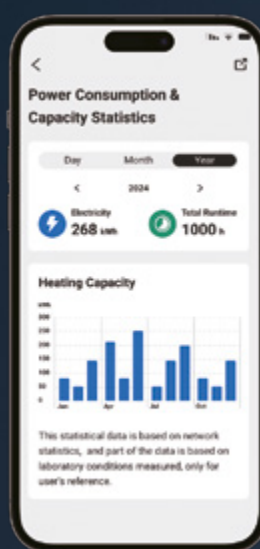 Power Consumption &
Capacity Statistics
Day Month Year
2024
Electricity
268 kWh
Total Runtime
1000 h
Heating Capacity
kWh
300
250
200
150
100
50
0
Jan Apr Jul Oct
This statistical data is based on network
statistics, and part of the data is based on
laboratory conditions measured, only for
user's reference.